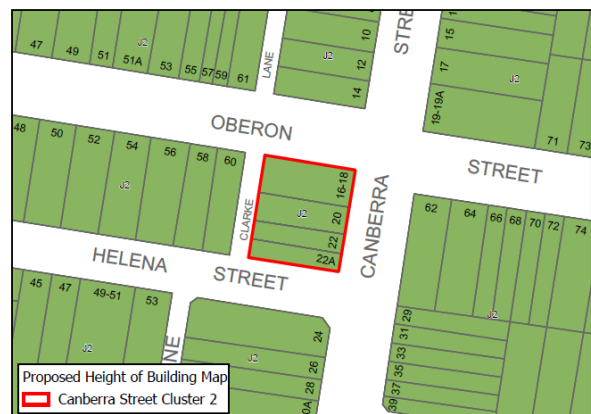 47
49
51
51A
53
55
57
59
61
J2
LANE
10
12
14
J2
STREE
15
17
19-19A
J2
71
73
OBERON
STREET
48
50
52
54
56
58
60
J2
CLARKE
16-18
20
J2
22
22A
CANBERRA
62
64
66
68
70
72
74
HELENA
STREET
45
47
49-51
53
J2
24
J2
26
28
29
31
33
35
37
39
J2
Proposed Height of Building Map
Canberra Street Cluster 2